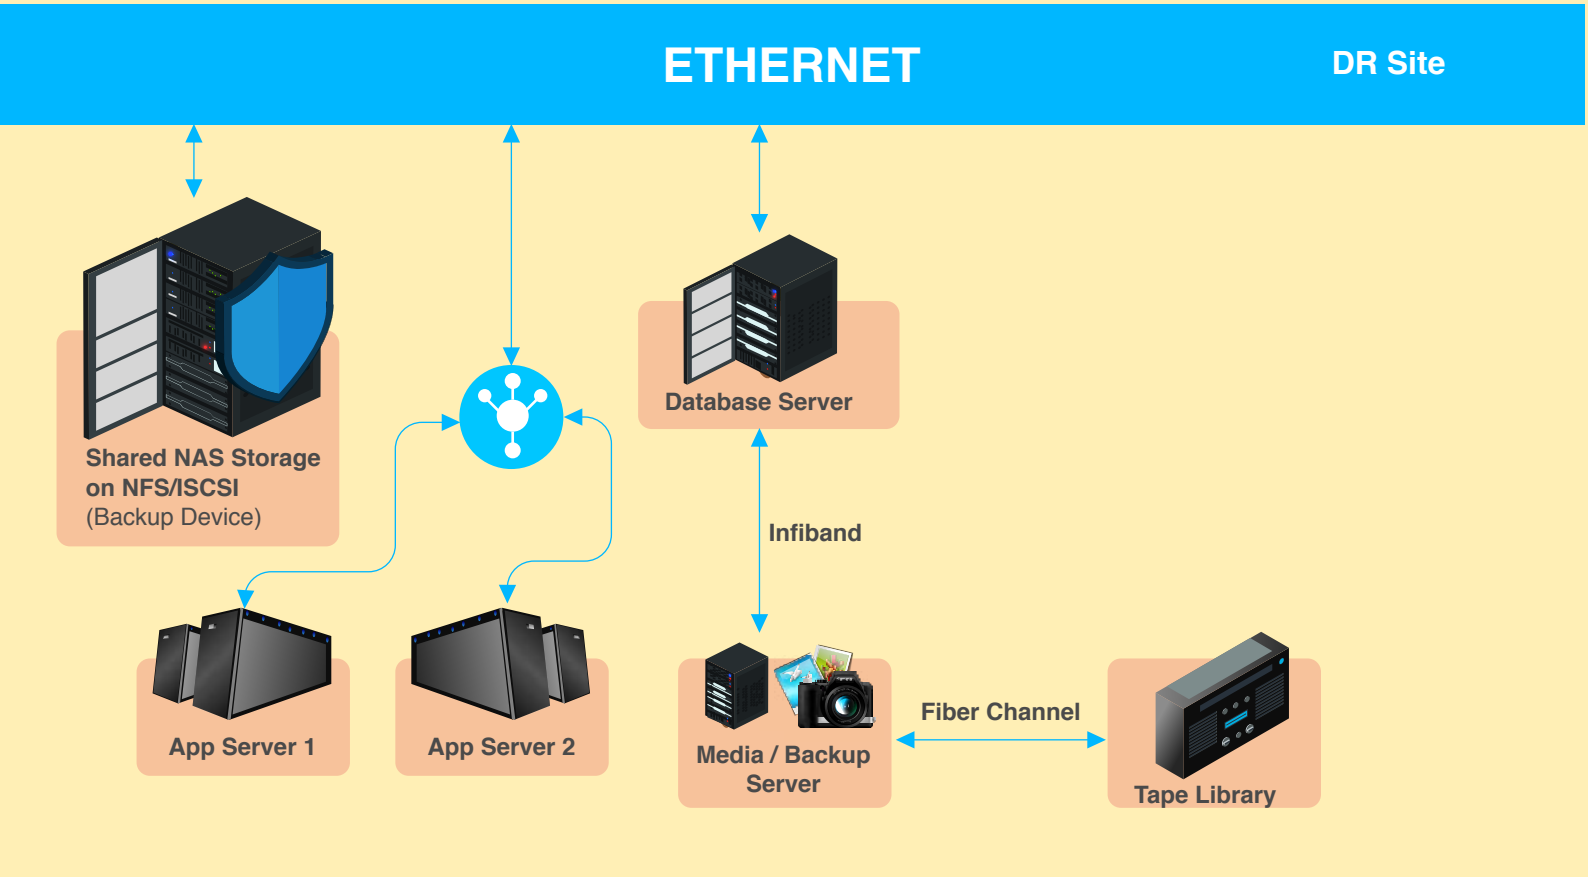 ETHERNET
DR Site
Shared NAS Storage
on NFS/ISCSI
(Backup Device)
Database Server
Infiband
App Server 1
App Server 2
Media / Backup
Server
Fiber Channel
Tape Library